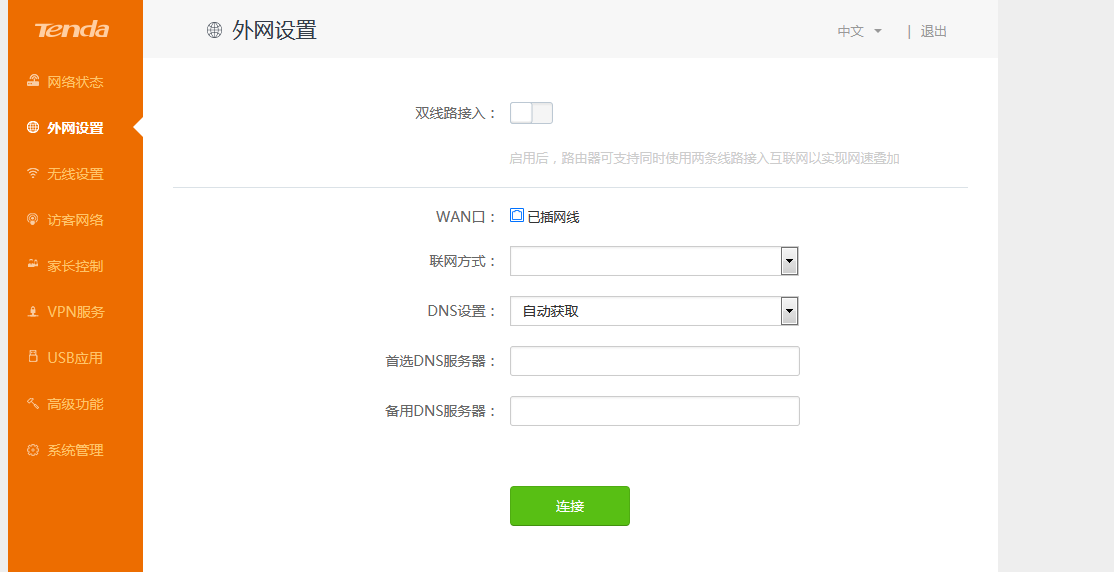 Tenda
网络状态
外网设置
无线设置
访客网络
家长控制
VPN服务
USB应用
高级功能
系统管理
外网设置
中文 | 退出
双线路接入：
启用后，路由器可支持同时使用两条线路接入互联网以实现网速叠加
WAN口： 已插网线
联网方式：
DNS设置： 自动获取
首选DNS服务器：
备用DNS服务器：
连接